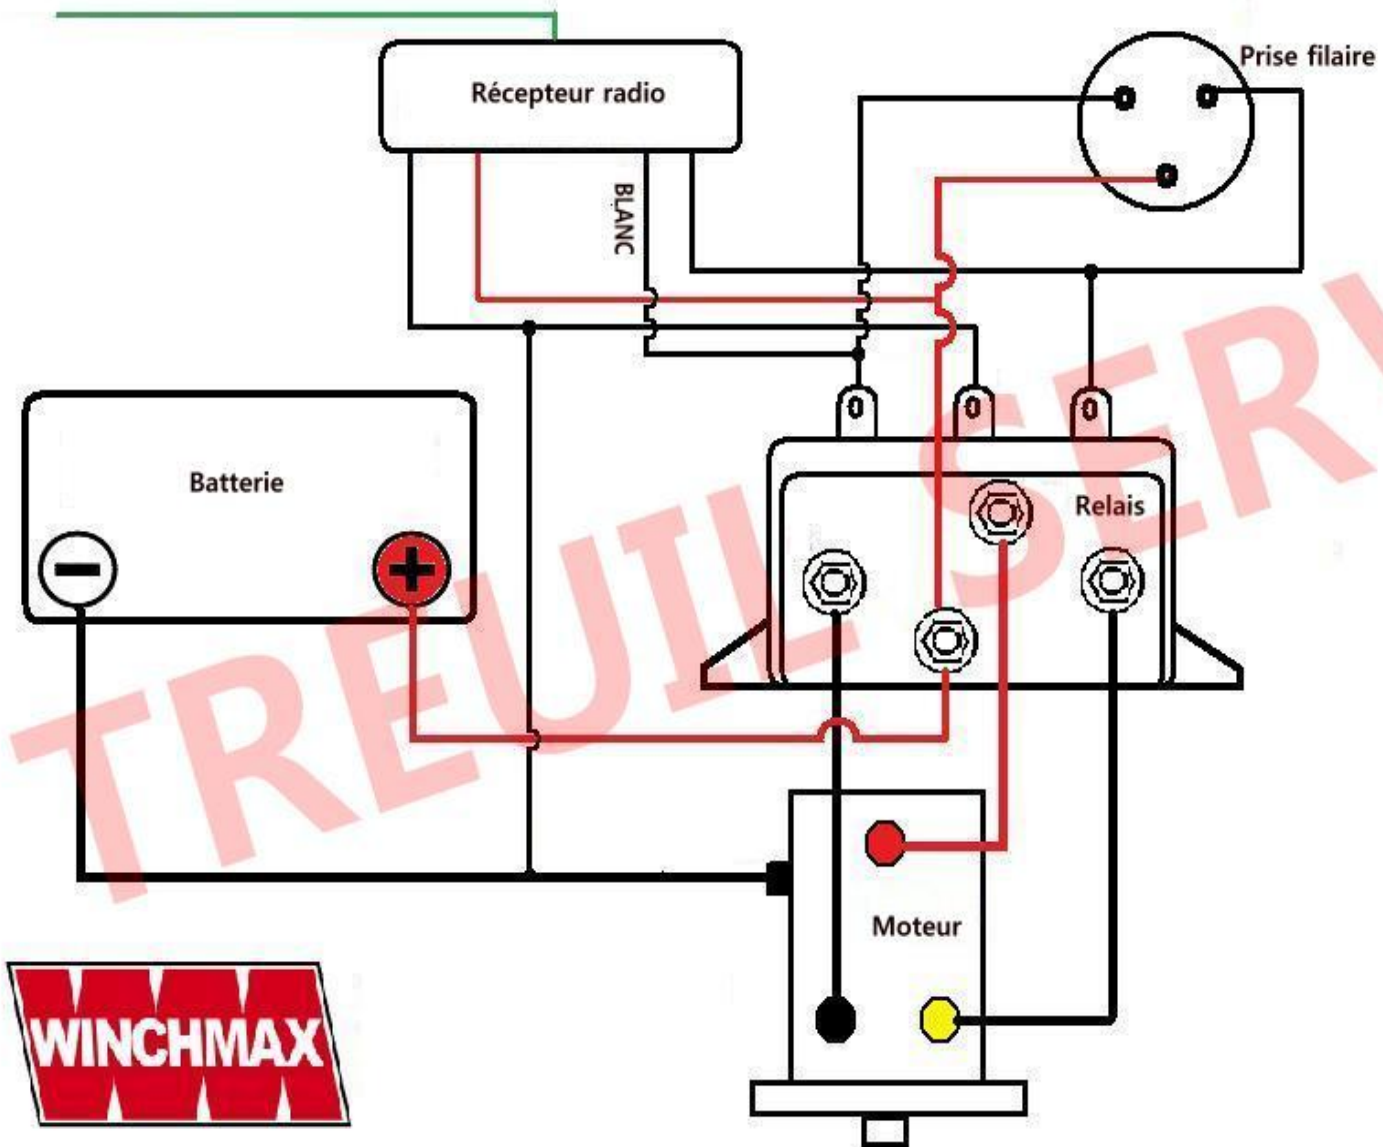 Récepteur radio
Prise filaire
BLANC
Batterie
Relais
TREUIL SERV
Moteur
WINCHMAX